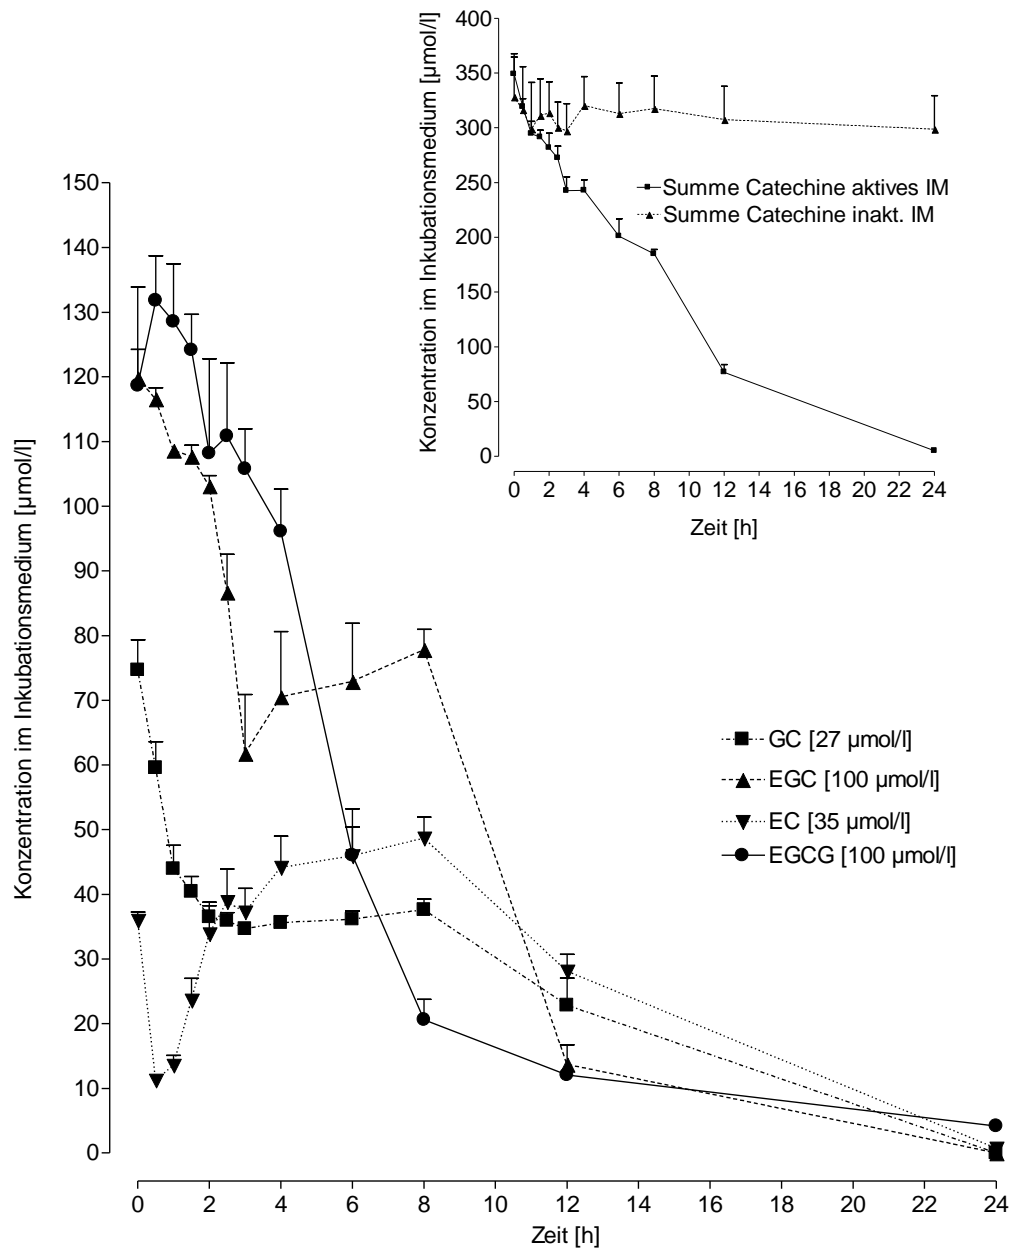 Konzentration im Inkubationsmedium [µmol/l]
400
350
300
250
200
150
100
50
0
0 2 4 6 8 10 12 14 16 18 20 22 24
Zeit [h]
Summe Catechine aktives IM
Summe Catechine inakt. IM
Konzentration im Inkubationsmedium [µmol/l]
150
140
130
120
110
100
90
80
70
60
50
40
30
20
10
0
0 2 4 6 8 10 12 14 16 18 20 22 24
Zeit [h]
GC [27 µmol/l]
EGC [100 µmol/l]
EC [35 µmol/l]
EGCG [100 µmol/l]